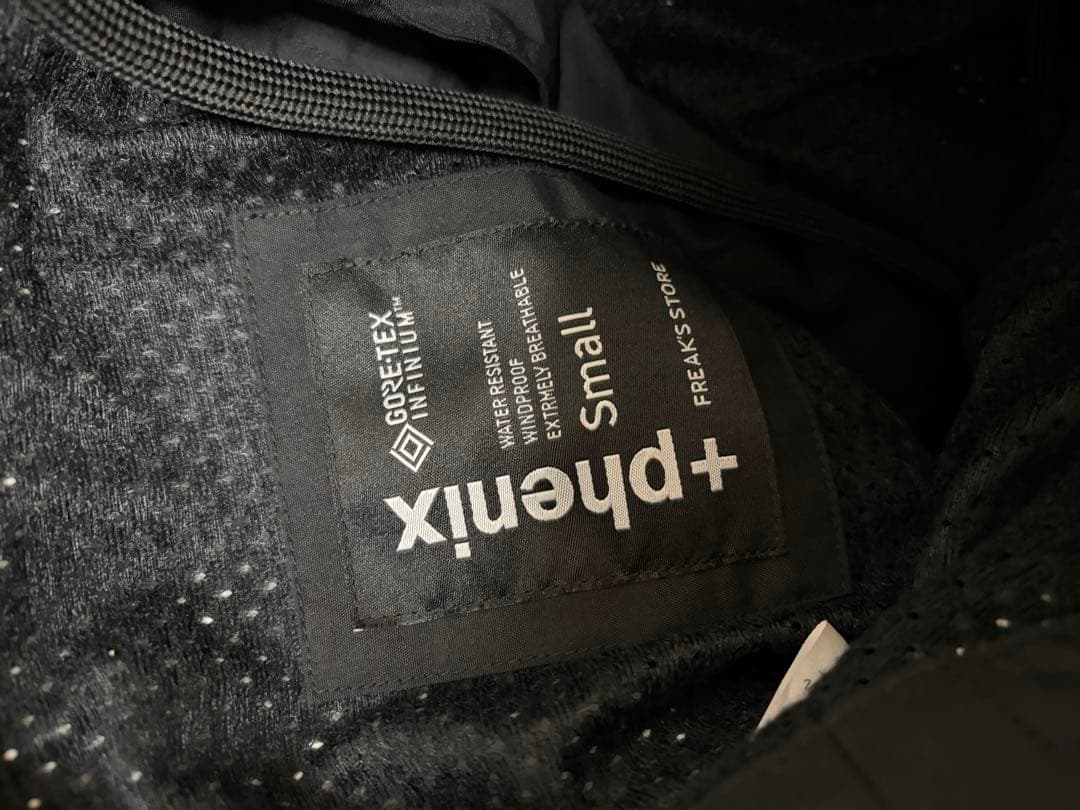 GORE-TEX
INFINIUM™
WATER RESISTANT
WINDPROOF
EXTRMELY BREATHABLE
Small
FREAK'S STORE
+phenix